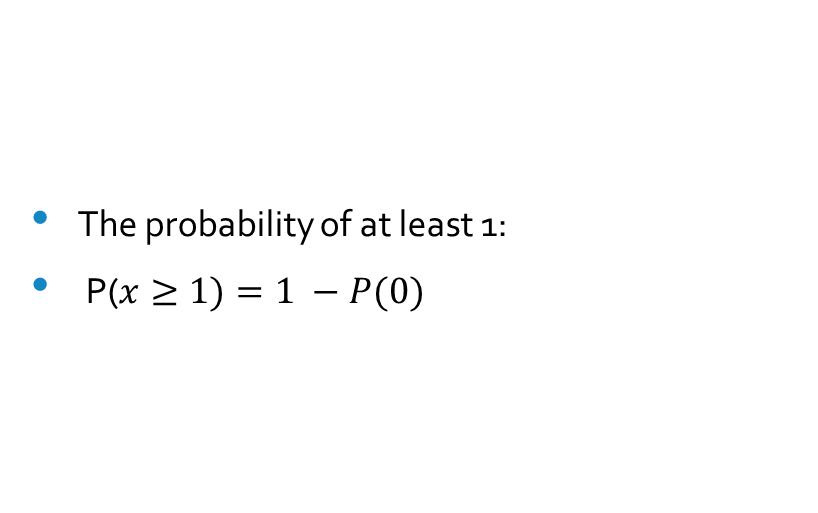 • The probability of at least 1:
• P(x ≥ 1) = 1 − P(0)